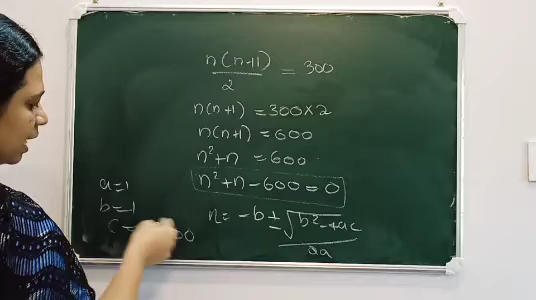 n(n+1)/2 = 300
n(n+1) = 300×2
n(n+1) = 600
n²+n = 600
n²+n-600=0
a=1
b=1
n= -b±√b²-4ac / 2a